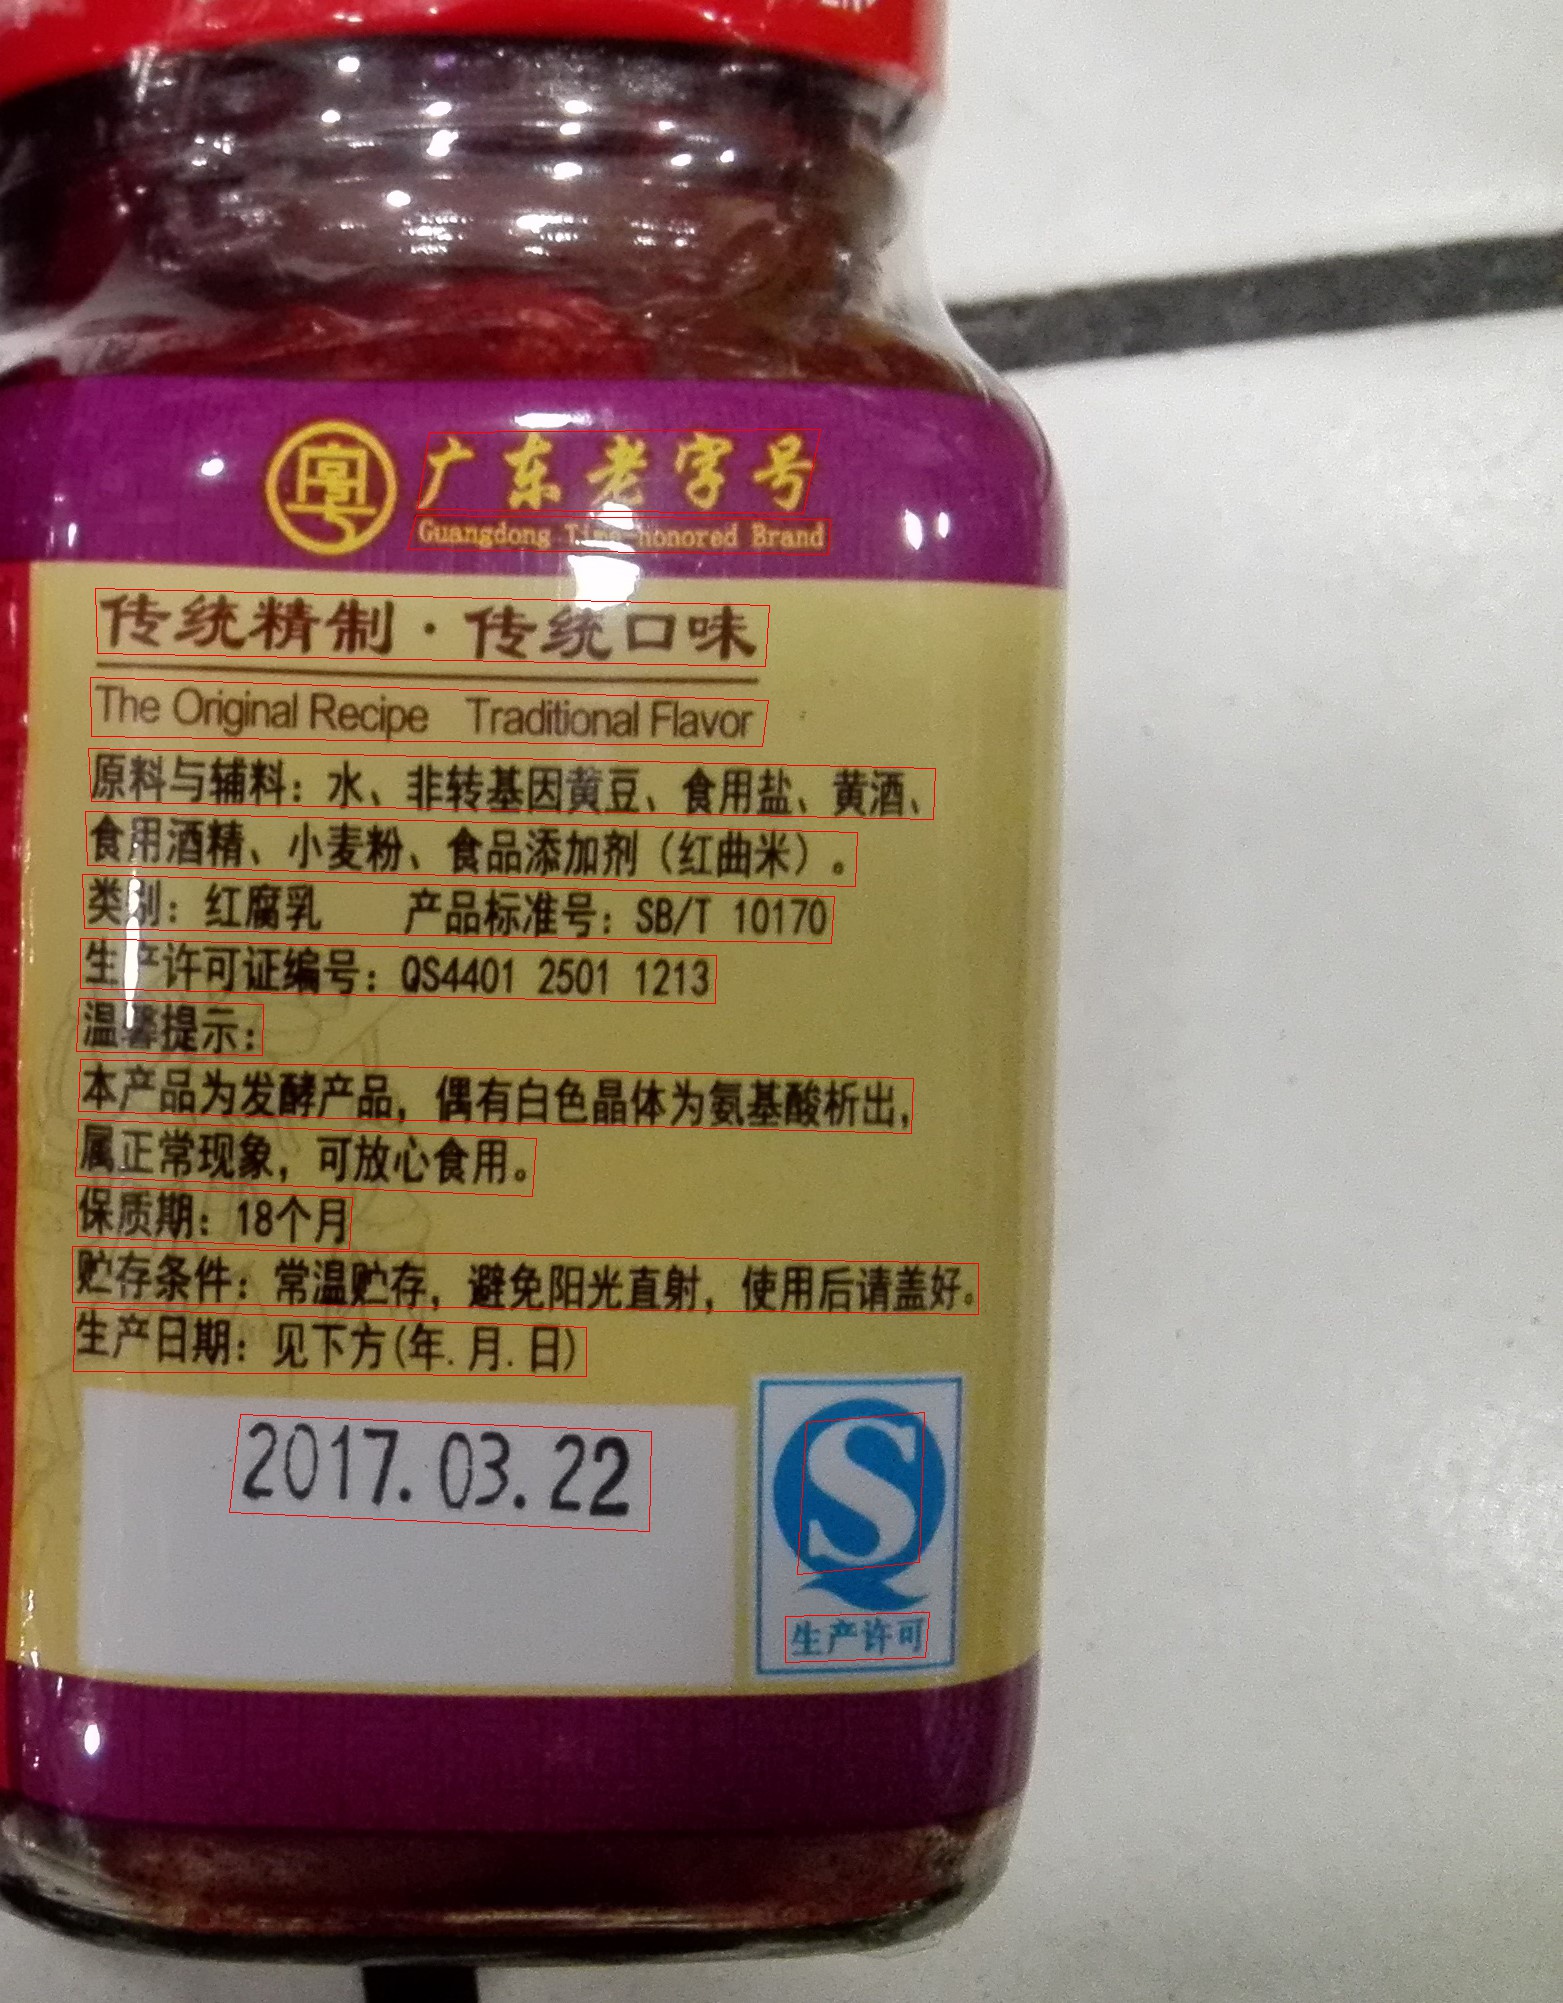 广东老字号
Guangdong Time-honored Brand
传统精制·传统口味
The Original Recipe Traditional Flavor
原料与辅料：水、非转基因黄豆、食用盐、黄酒、
食用酒精、小麦粉、食品添加剂（红曲米）。
类别：红腐乳 产品标准号：SB/T 10170
生产许可证编号：QS4401 2501 1213
温馨提示：
本产品为发酵产品，偶有白色晶体为氨基酸析出，
属正常现象，可放心食用。
保质期：18个月
贮存条件：常温贮存，避免阳光直射，使用后请盖好。
生产日期：见下方(年.月.日)
2017.03.22
S
生产许可